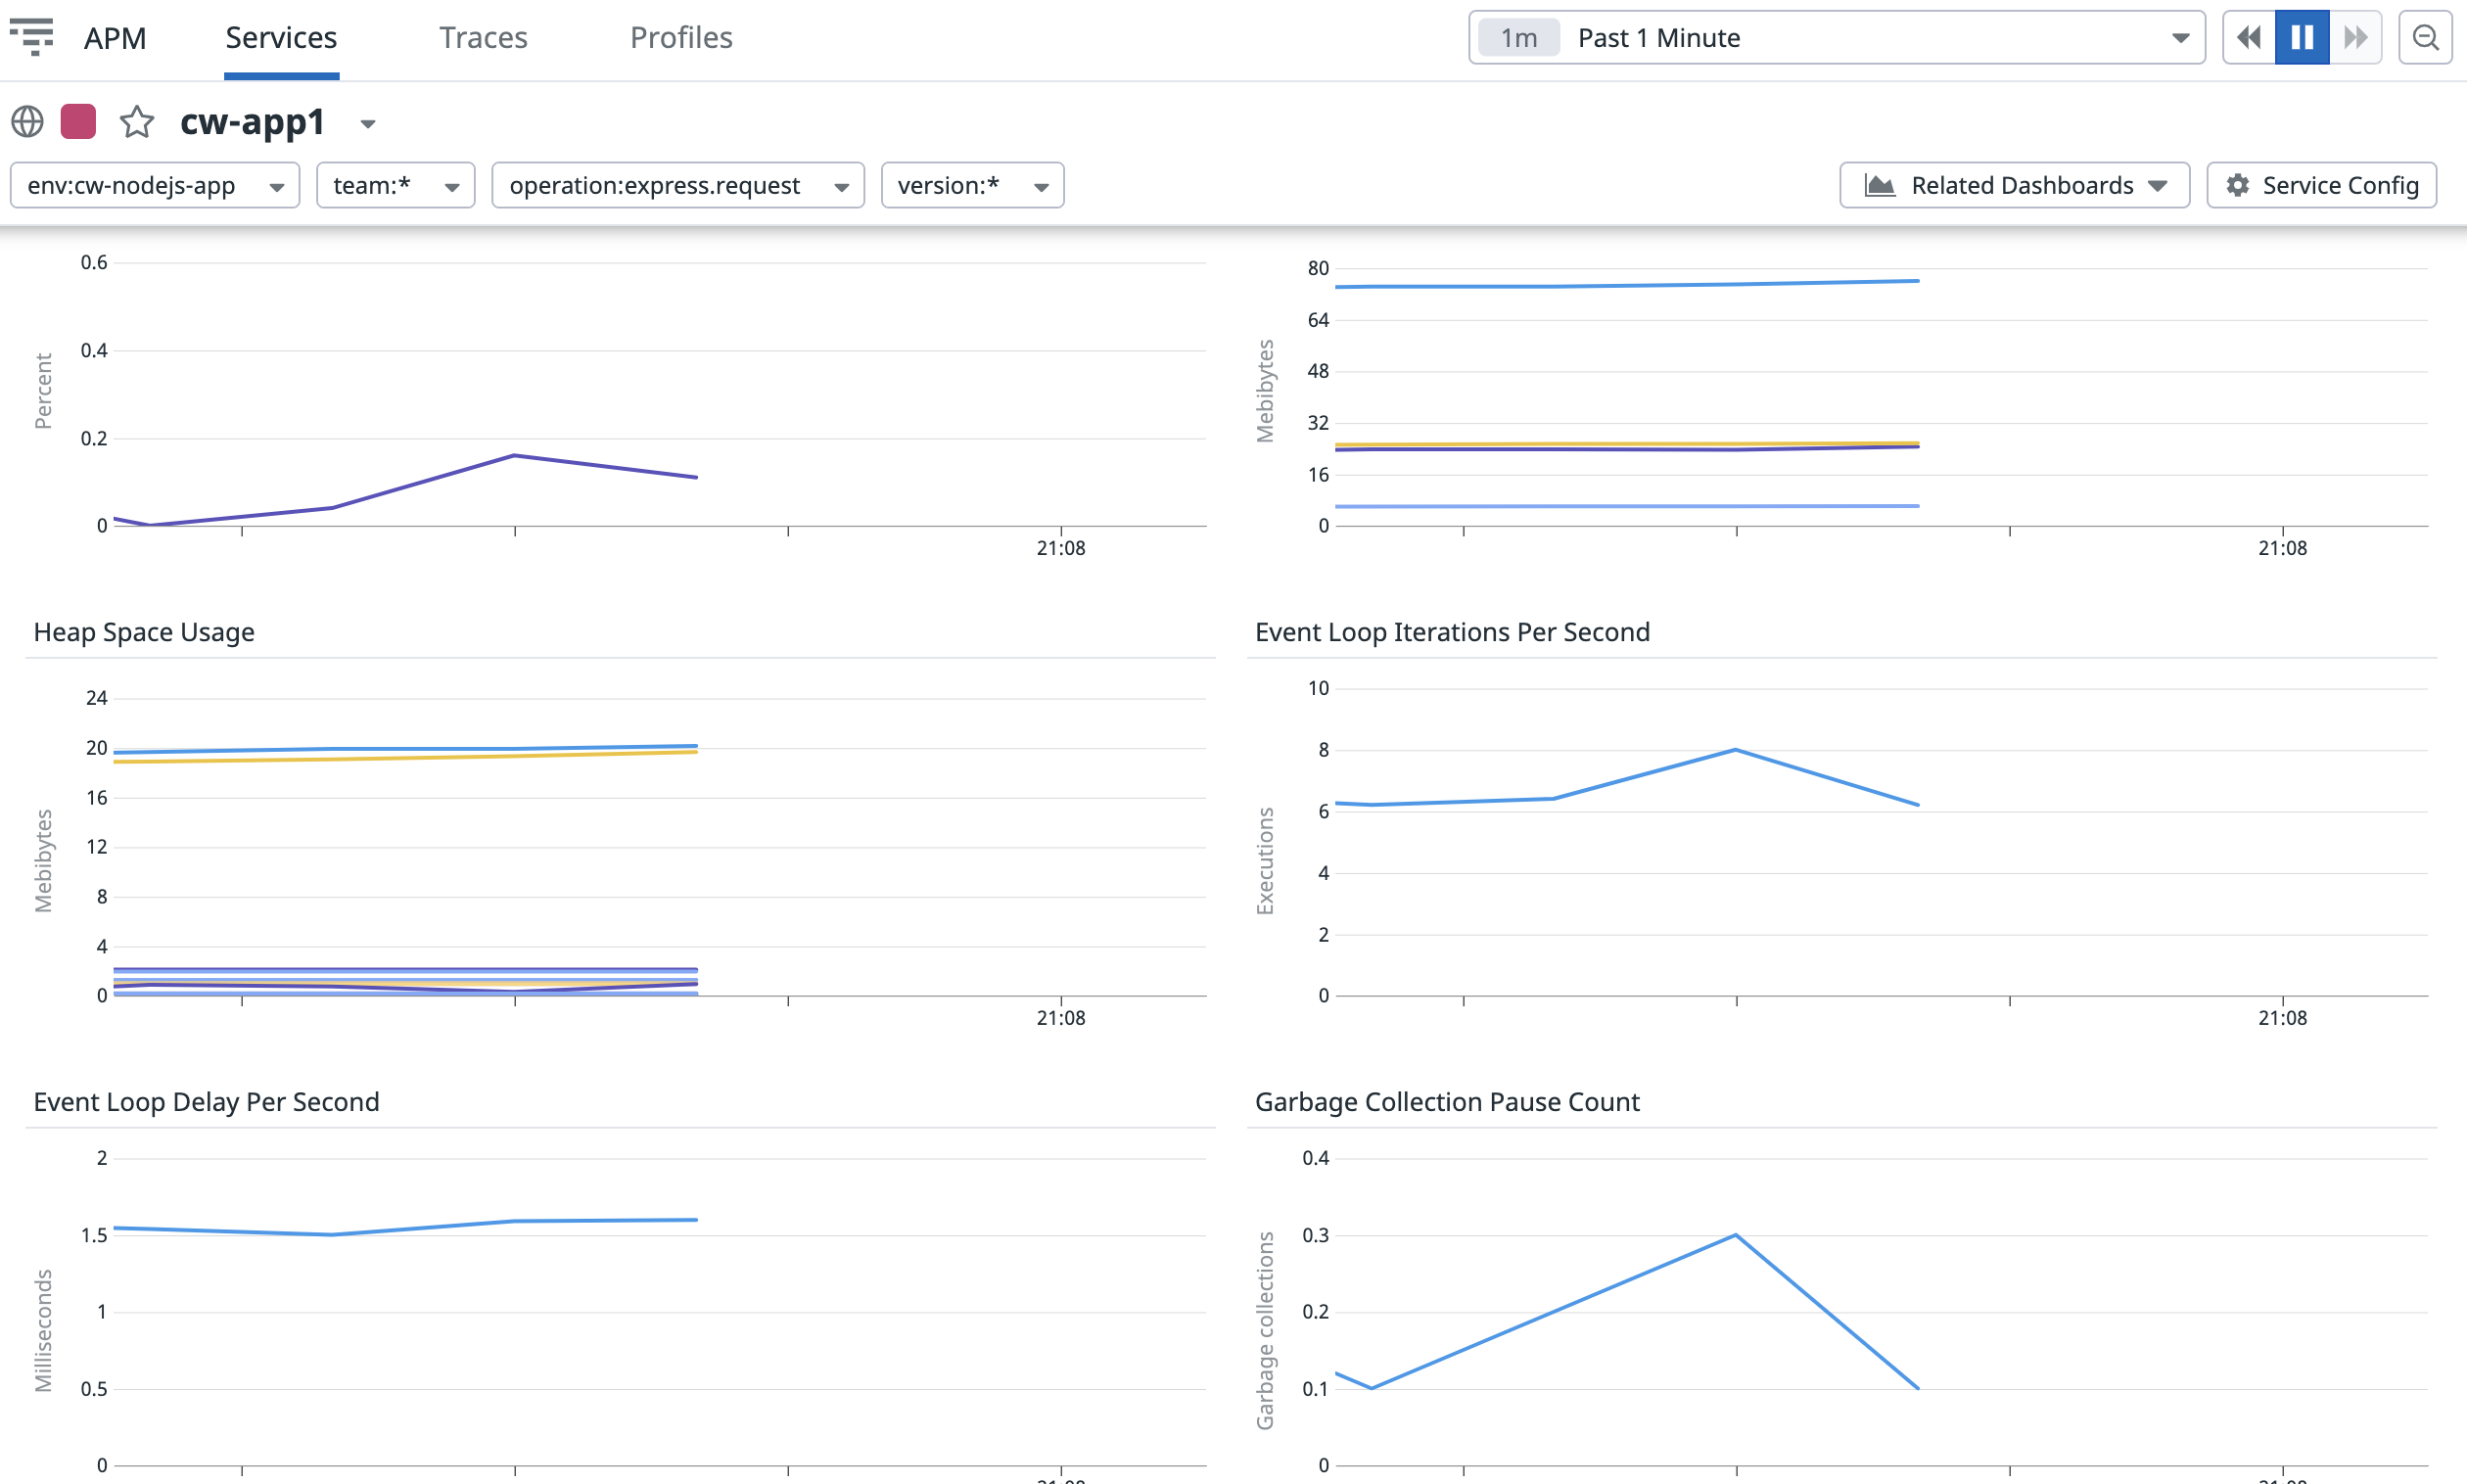 APM Services Traces Profiles 1m Past 1 Minute
cw-app1
env:cw-nodejs-app team:* operation:express.request version:* Related Dashboards Service Config
Percent
0.6
0.4
0.2
0
21:08
Mebibytes
80
64
48
32
16
0
21:08
Heap Space Usage
Mebibytes
24
20
16
12
8
4
0
21:08
Event Loop Iterations Per Second
Executions
10
8
6
4
2
0
21:08
Event Loop Delay Per Second
Milliseconds
2
1.5
1
0.5
0
Garbage Collection Pause Count
Garbage collections
0.4
0.3
0.2
0.1
0